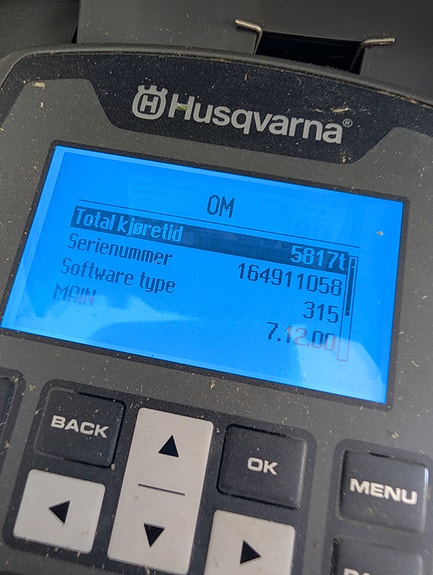 Husqvarna®
OM
Total kjøretid 5817t
Serienummer 164911058
Software type 315
MAIN 7.12.00
BACK
OK
MENU